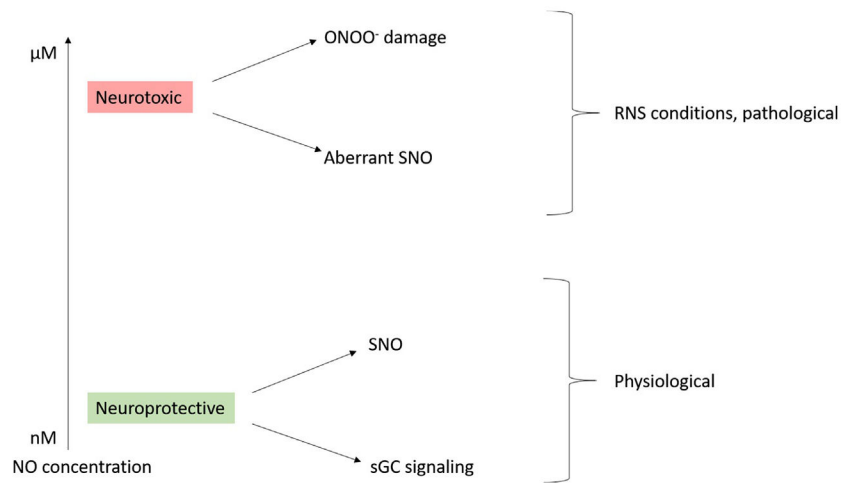 ONOO⁻ damage
µM
Neurotoxic
RNS conditions, pathological
Aberrant SNO
SNO
Physiological
Neuroprotective
nM
NO concentration
sGC signaling